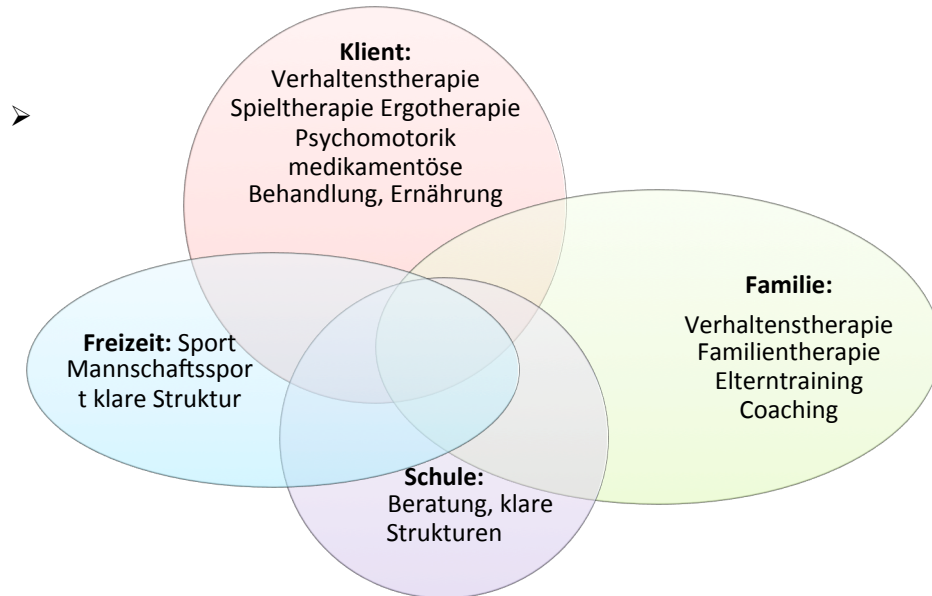 Klient:
Verhaltenstherapie
Spieltherapie Ergotherapie
Psychomotorik
medikamentöse
Behandlung, Ernährung
Familie:
Verhaltenstherapie
Familientherapie
Elterntraining
Coaching
Freizeit: Sport
Mannschaftsspor
t klare Struktur
Schule:
Beratung, klare
Strukturen